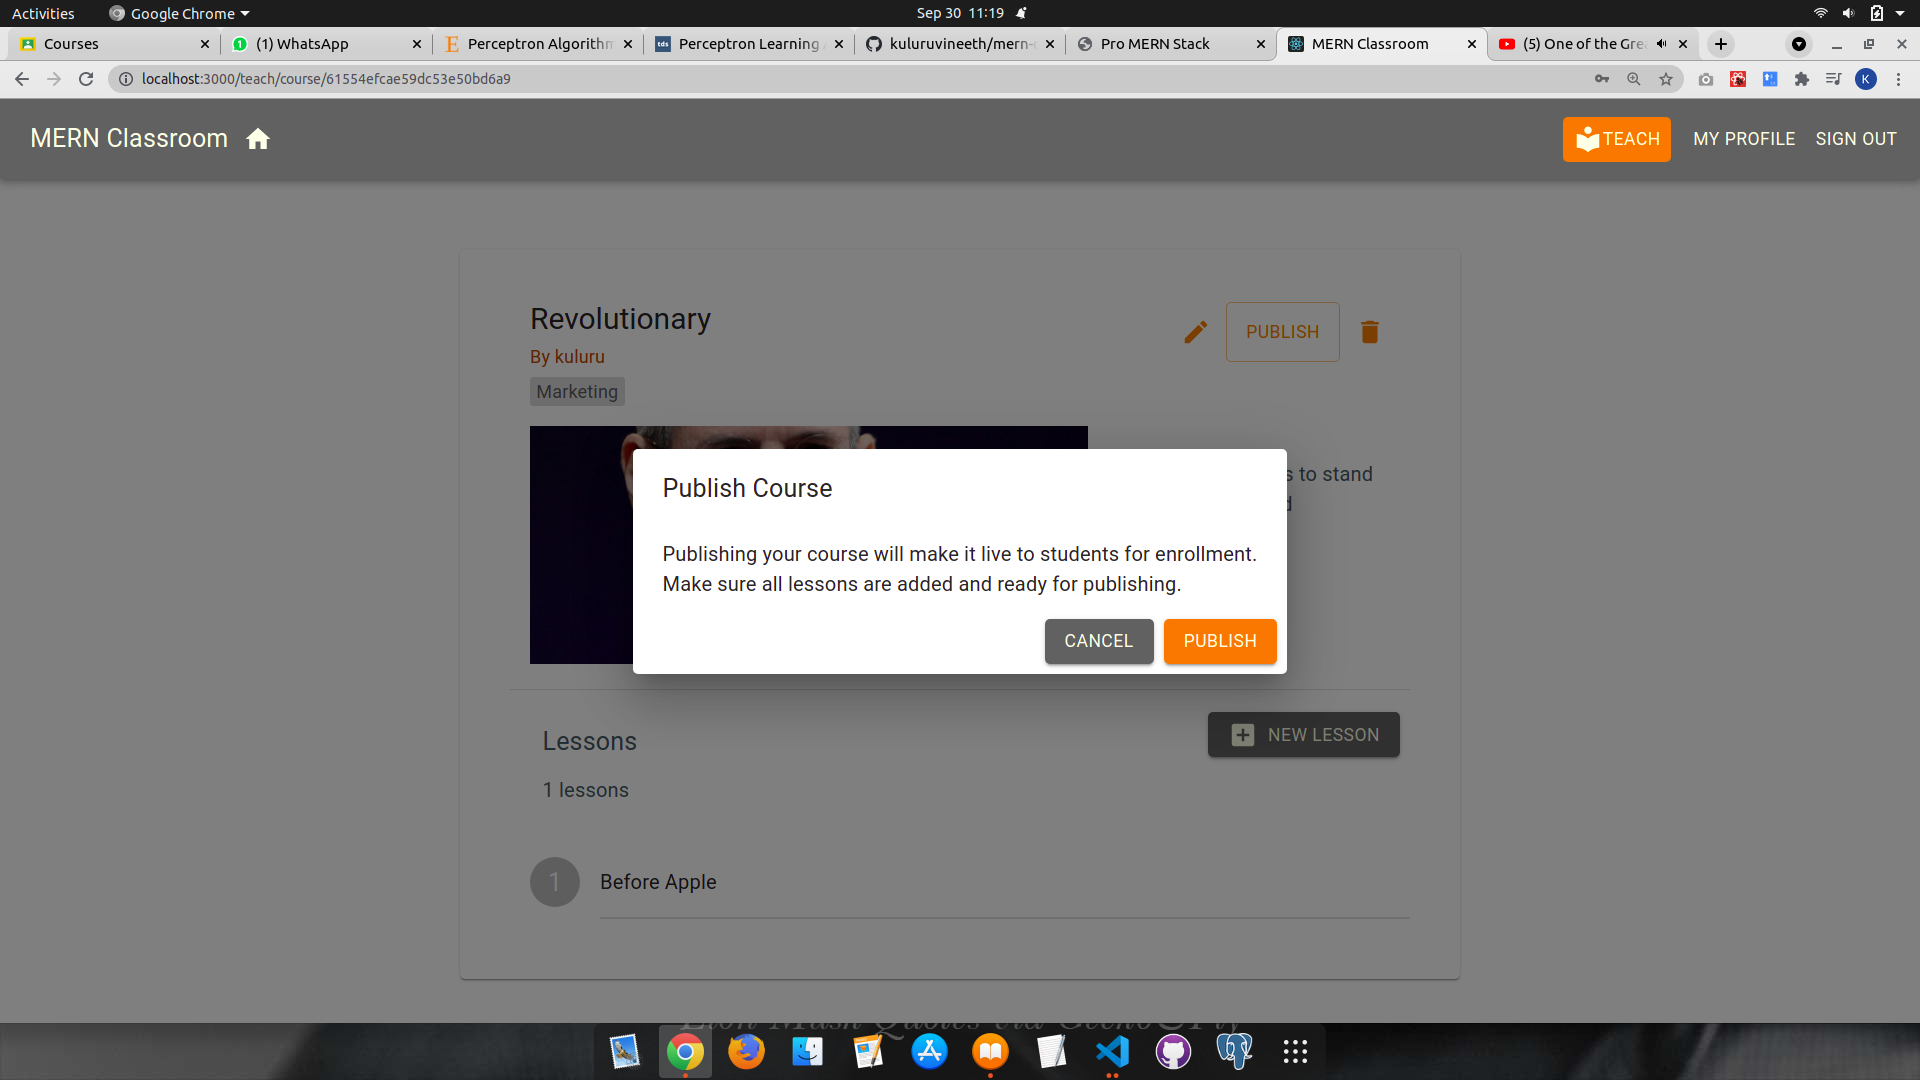 Activities
Google Chrome
Sep 30 11:19
Courses
(1) WhatsApp
Perceptron Algorithm
Perceptron Learning
kuluruvineeth/mern-
Pro MERN Stack
MERN Classroom
(5) One of the Gre
localhost:3000/teach/course/61554efcae59dc53e50bd6a9
K
MERN Classroom
TEACH
MY PROFILE
SIGN OUT
Revolutionary
PUBLISH
By kuluru
Marketing
s to stand
d
Publish Course
Publishing your course will make it live to students for enrollment.
Make sure all lessons are added and ready for publishing.
CANCEL
PUBLISH
Lessons
NEW LESSON
1 lessons
1
Before Apple